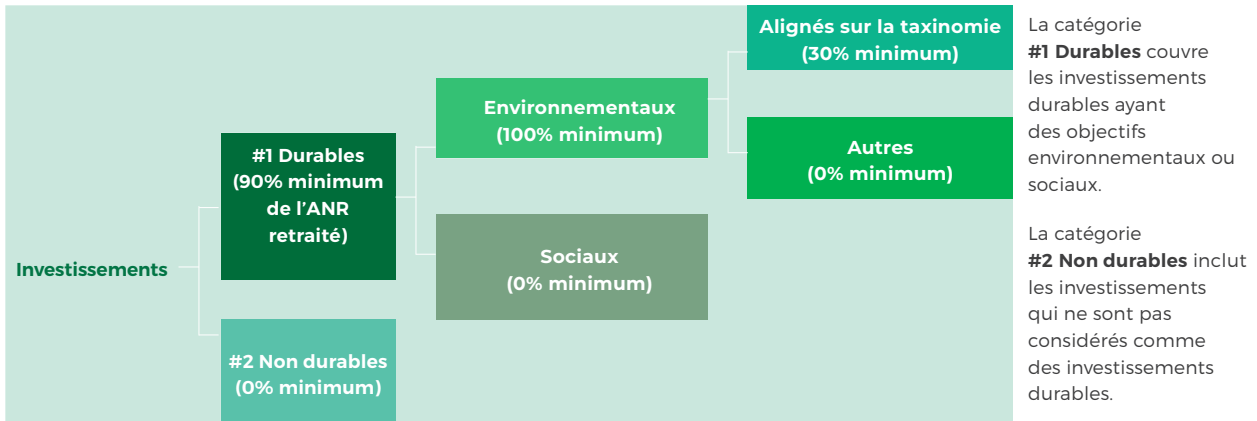 Investissements
#1 Durables
(90% minimum
de l'ANR
retraité)
#2 Non durables
(0% minimum)
Environnementaux
(100% minimum)
Sociaux
(0% minimum)
Alignés sur la taxinomie
(30% minimum)
Autres
(0% minimum)
La catégorie
#1 Durables couvre
les investissements
durables ayant
des objectifs
environnementaux ou
sociaux.
La catégorie
#2 Non durables inclut
les investissements
qui ne sont pas
considérés comme
des investissements
durables.